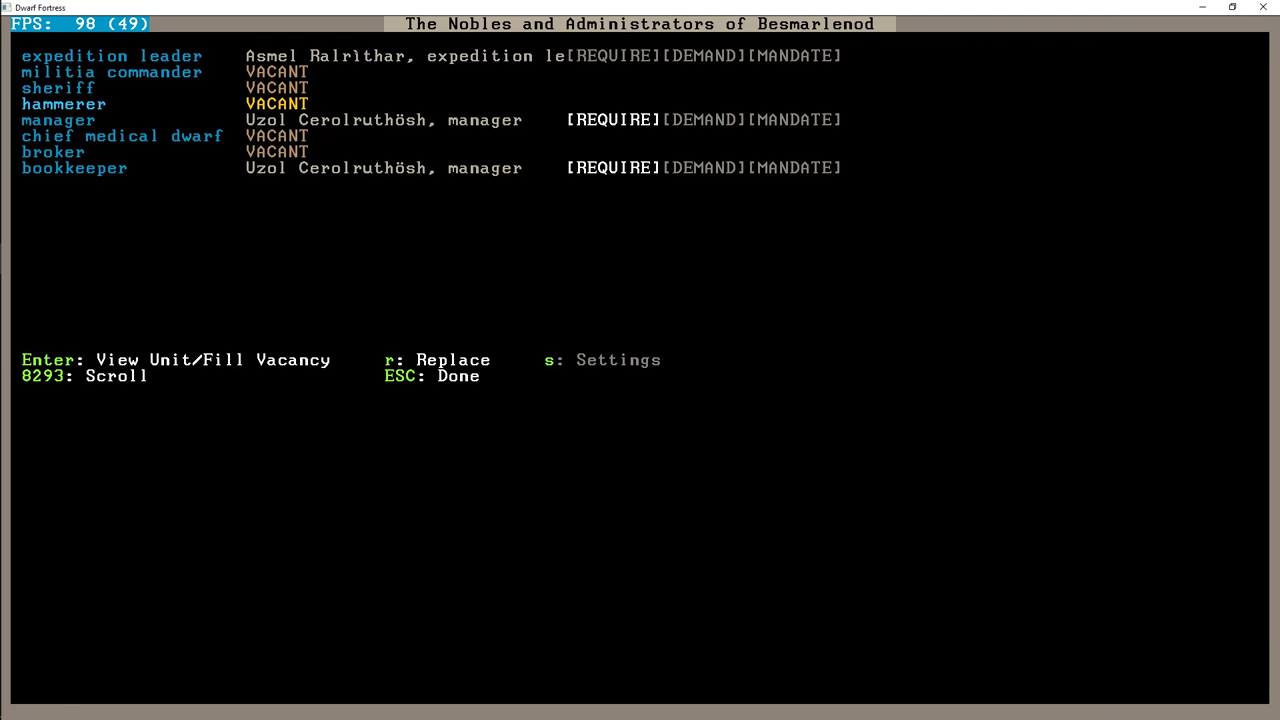 Dwarf Fortress
FPS: 98 (49) The Nobles and Administrators of Besmarlenod
expedition leader Asmel Ralrìthar, expedition le[REQUIRE][DEMAND][MANDATE]
militia commander VACANT
sheriff VACANT
hammerer VACANT
manager Uzol Cerolruthösh, manager [REQUIRE][DEMAND][MANDATE]
chief medical dwarf VACANT
broker VACANT
bookkeeper Uzol Cerolruthösh, manager [REQUIRE][DEMAND][MANDATE]
Enter: View Unit/Fill Vacancy r: Replace s: Settings
8293: Scroll ESC: Done